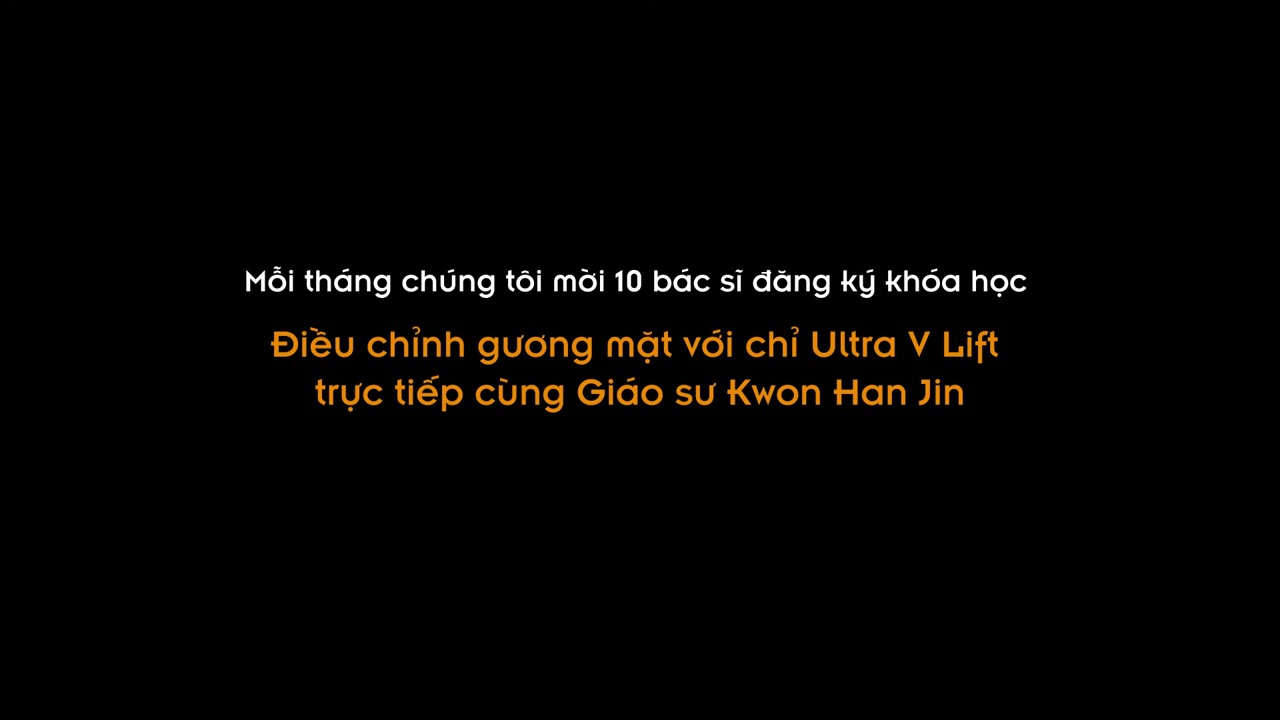 Mỗi tháng chúng tôi mời 10 bác sĩ đăng ký khóa học
Điều chỉnh gương mặt với chỉ Ultra V Lift
trực tiếp cùng Giáo sư Kwon Han Jin